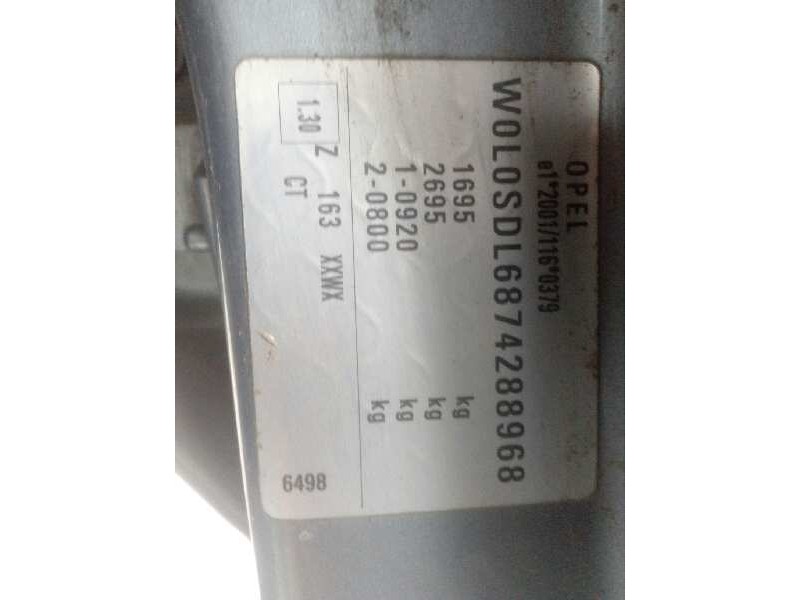 OPEL
e1*2001/116*0379
W0L0SDL6874288968
1695 kg
2695 kg
1-0920 kg
2-0800 kg
1.30 Z 163 XXWX
CT
6498